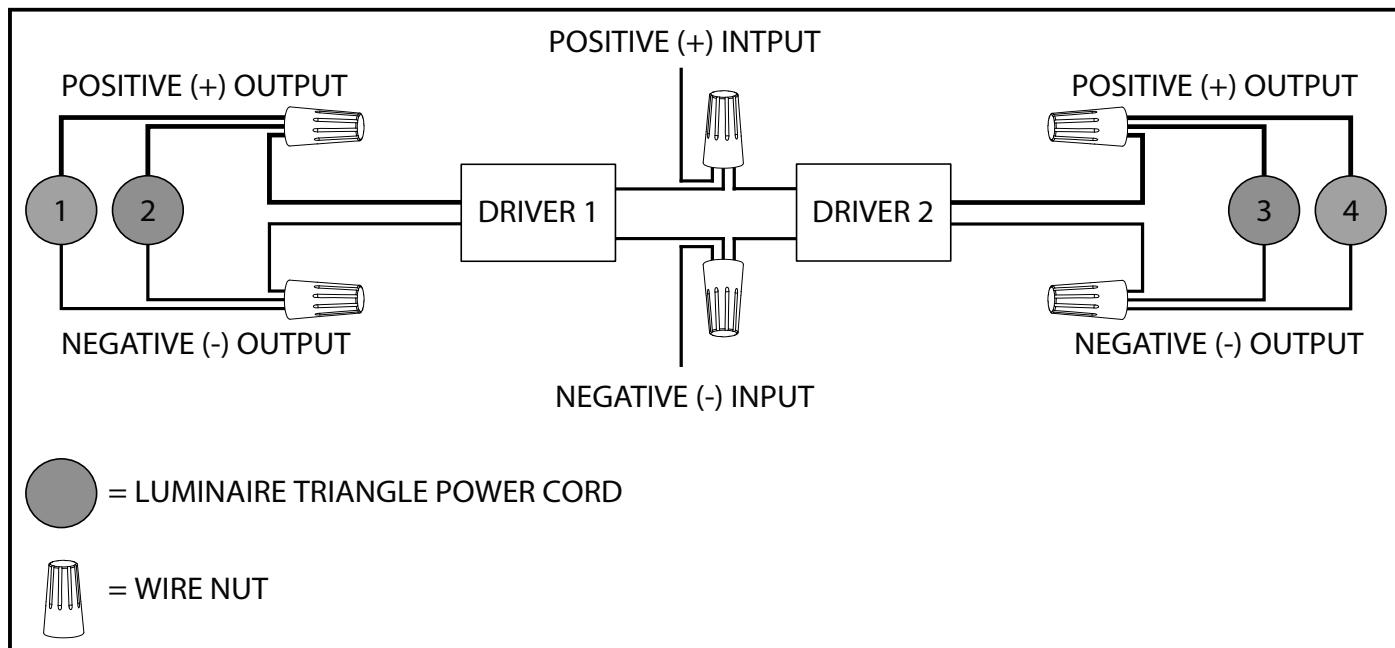 POSITIVE (+) INTPUT
POSITIVE (+) OUTPUT
POSITIVE (+) OUTPUT
1
2
DRIVER 1
DRIVER 2
3
4
NEGATIVE (-) OUTPUT
NEGATIVE (-) OUTPUT
NEGATIVE (-) INPUT
= LUMINAIRE TRIANGLE POWER CORD
= WIRE NUT